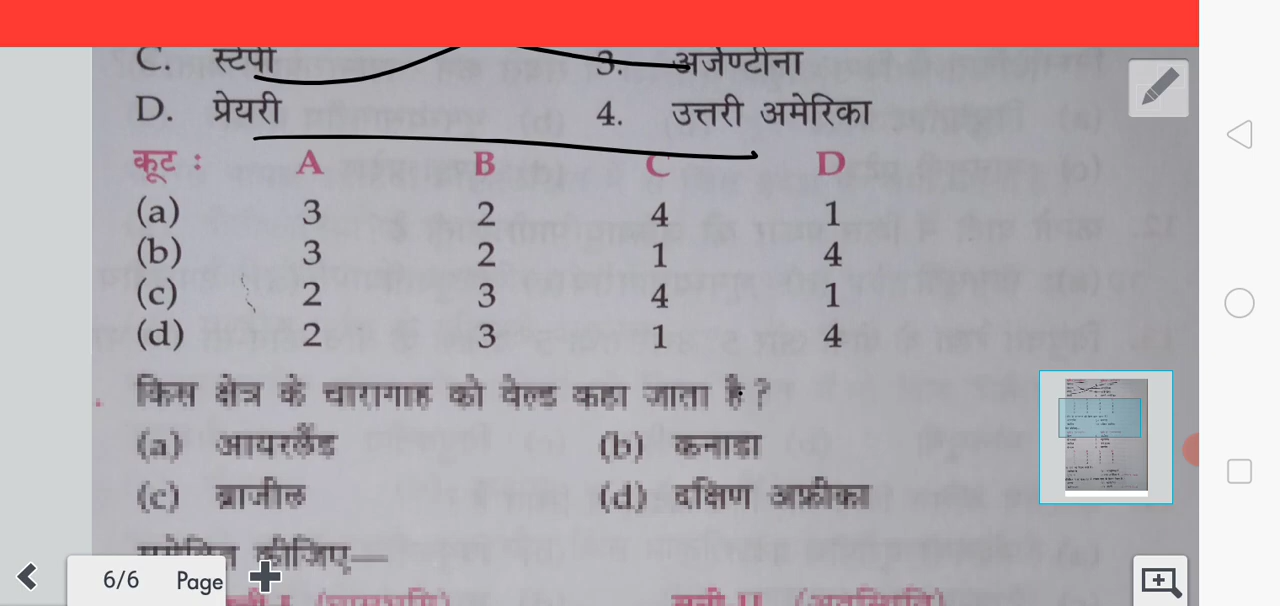 C. स्टेपी 3. अर्जेण्टीना
D. प्रेयरी 4. उत्तरी अमेरिका
कूट : A B C D
(a) 3 2 4 1
(b) 3 2 1 4
(c) 2 3 4 1
(d) 2 3 1 4
. किस क्षेत्र के चारागाह को वेल्ड कहा जाता है?
(a) आयरलैंड (b) कनाडा
(c) ब्राजील (d) दक्षिण अफ्रीका
कीजिए—
6/6 Page